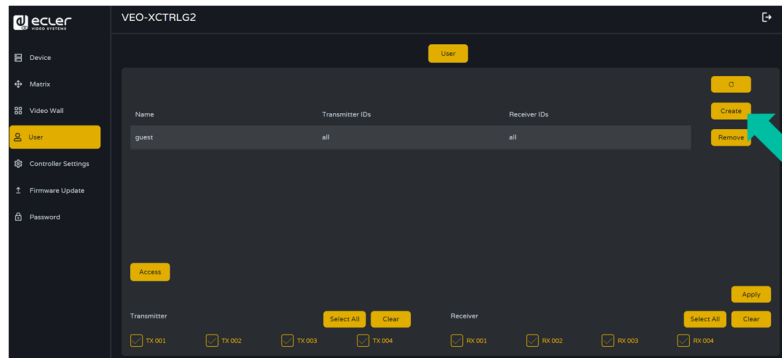 ecler
VIDEO SYSTEMS
VEO-XCTRLG2
Device
Matrix
Video Wall
User
Controller Settings
Firmware Update
Password
User
Create
Name Transmitter IDs Receiver IDs
guest all all
Remove
Access
Apply
Transmitter Select All Clear Receiver Select All Clear
TX 001 TX 002 TX 003 TX 004 RX 001 RX 002 RX 003 RX 004